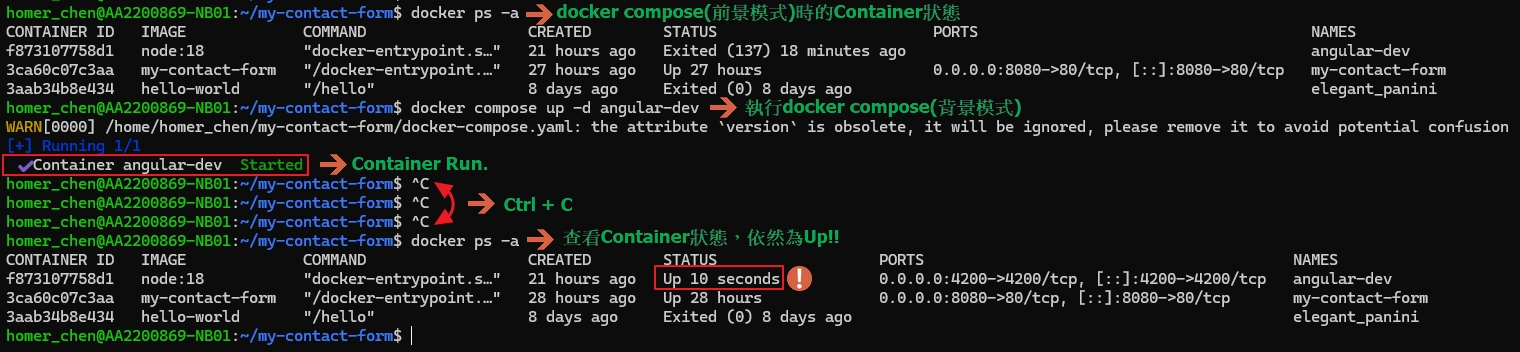 homer_chen@AA2200869-NB01:~/my-contact-form$ docker ps -a docker compose(前景模式)時的Container狀態
CONTAINER ID   IMAGE             COMMAND                  CREATED        STATUS                       PORTS                                     NAMES
f873107758d1   node:18           "docker-entrypoint.s…"   21 hours ago   Exited (137) 18 minutes ago                                            angular-dev
3ca60c07c3aa   my-contact-form   "/docker-entrypoint.…"   27 hours ago   Up 27 hours                  0.0.0.0:8080->80/tcp, [::]:8080->80/tcp   my-contact-form
3aab34b8e434   hello-world       "/hello"                 8 days ago     Exited (0) 8 days ago                                                  elegant_panini
homer_chen@AA2200869-NB01:~/my-contact-form$ docker compose up -d angular-dev 執行docker compose(背景模式)
WARN[0000] /home/homer_chen/my-contact-form/docker-compose.yaml: the attribute `version` is obsolete, it will be ignored, please remove it to avoid potential confusion
[+] Running 1/1
✔Container angular-dev  Started Container Run.
homer_chen@AA2200869-NB01:~/my-contact-form$ ^C
homer_chen@AA2200869-NB01:~/my-contact-form$ ^C Ctrl + C
homer_chen@AA2200869-NB01:~/my-contact-form$ ^C
homer_chen@AA2200869-NB01:~/my-contact-form$ docker ps -a 查看Container狀態，依然為Up!!
CONTAINER ID   IMAGE             COMMAND                  CREATED        STATUS                  PORTS                                         NAMES
f873107758d1   node:18           "docker-entrypoint.s…"   21 hours ago   Up 10 seconds !         0.0.0.0:4200->4200/tcp, [::]:4200->4200/tcp   angular-dev
3ca60c07c3aa   my-contact-form   "/docker-entrypoint.…"   28 hours ago   Up 28 hours             0.0.0.0:8080->80/tcp, [::]:8080->80/tcp       my-contact-form
3aab34b8e434   hello-world       "/hello"                 8 days ago     Exited (0) 8 days ago                                                 elegant_panini
homer_chen@AA2200869-NB01:~/my-contact-form$